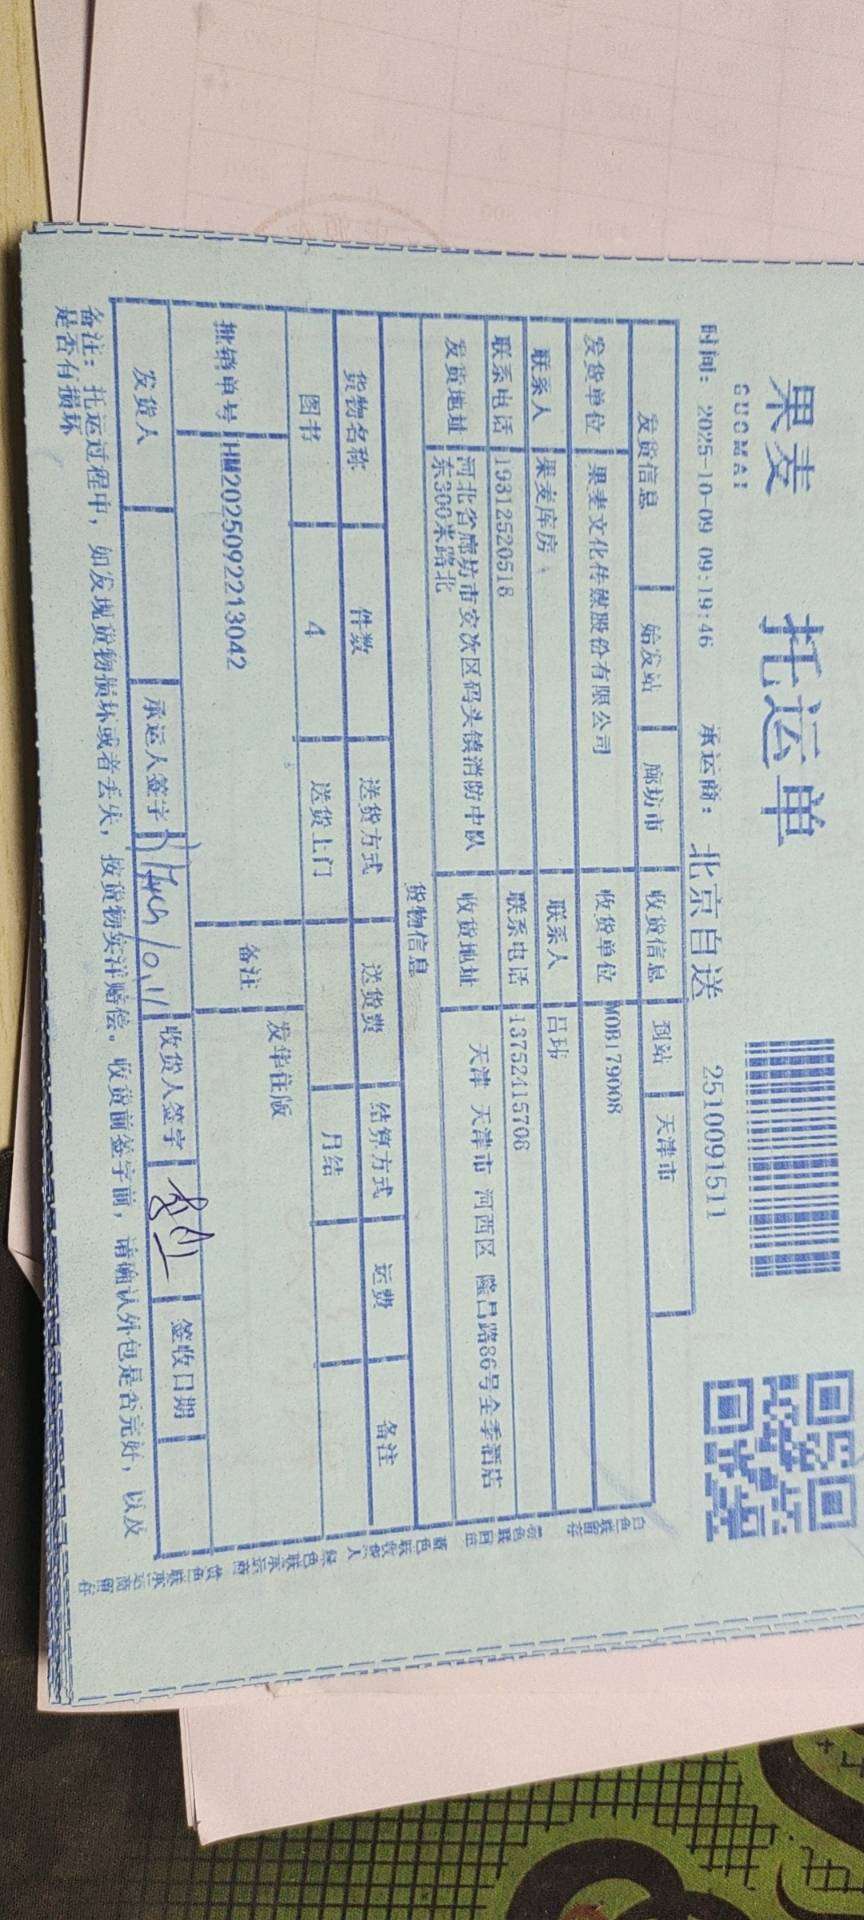 果麦
GUOMAI
托运单
时间: 2025-10-09 09:19:46 承运商: 北京自送 2510091511
发货信息 始发站 廊坊市 收货信息 到站 天津市
发货单位 果麦文化传媒股份有限公司 收货单位 MOB179008
联系人 果麦库房 联系人 吕玮
联系电话 19312520518 联系电话 13752415706
发货地址 河北省廊坊市安次区码头镇消防中队东300米路北 收货地址 天津 天津市 河西区 隆昌路86号全季酒店
货物信息
货物名称 件数 送货方式 送货费 结算方式 运费 备注
图书 4 送货上门 月结
批销单号 HM2025092213042 备注 发华住版
发货人 承运人签字 收货人签字 签收日期
备注: 托运过程中, 如发现货物损坏或者丢失, 按货物实洋赔偿。收货前签字前, 请确认外包是否完好, 以及
是否有损坏
白色联留存